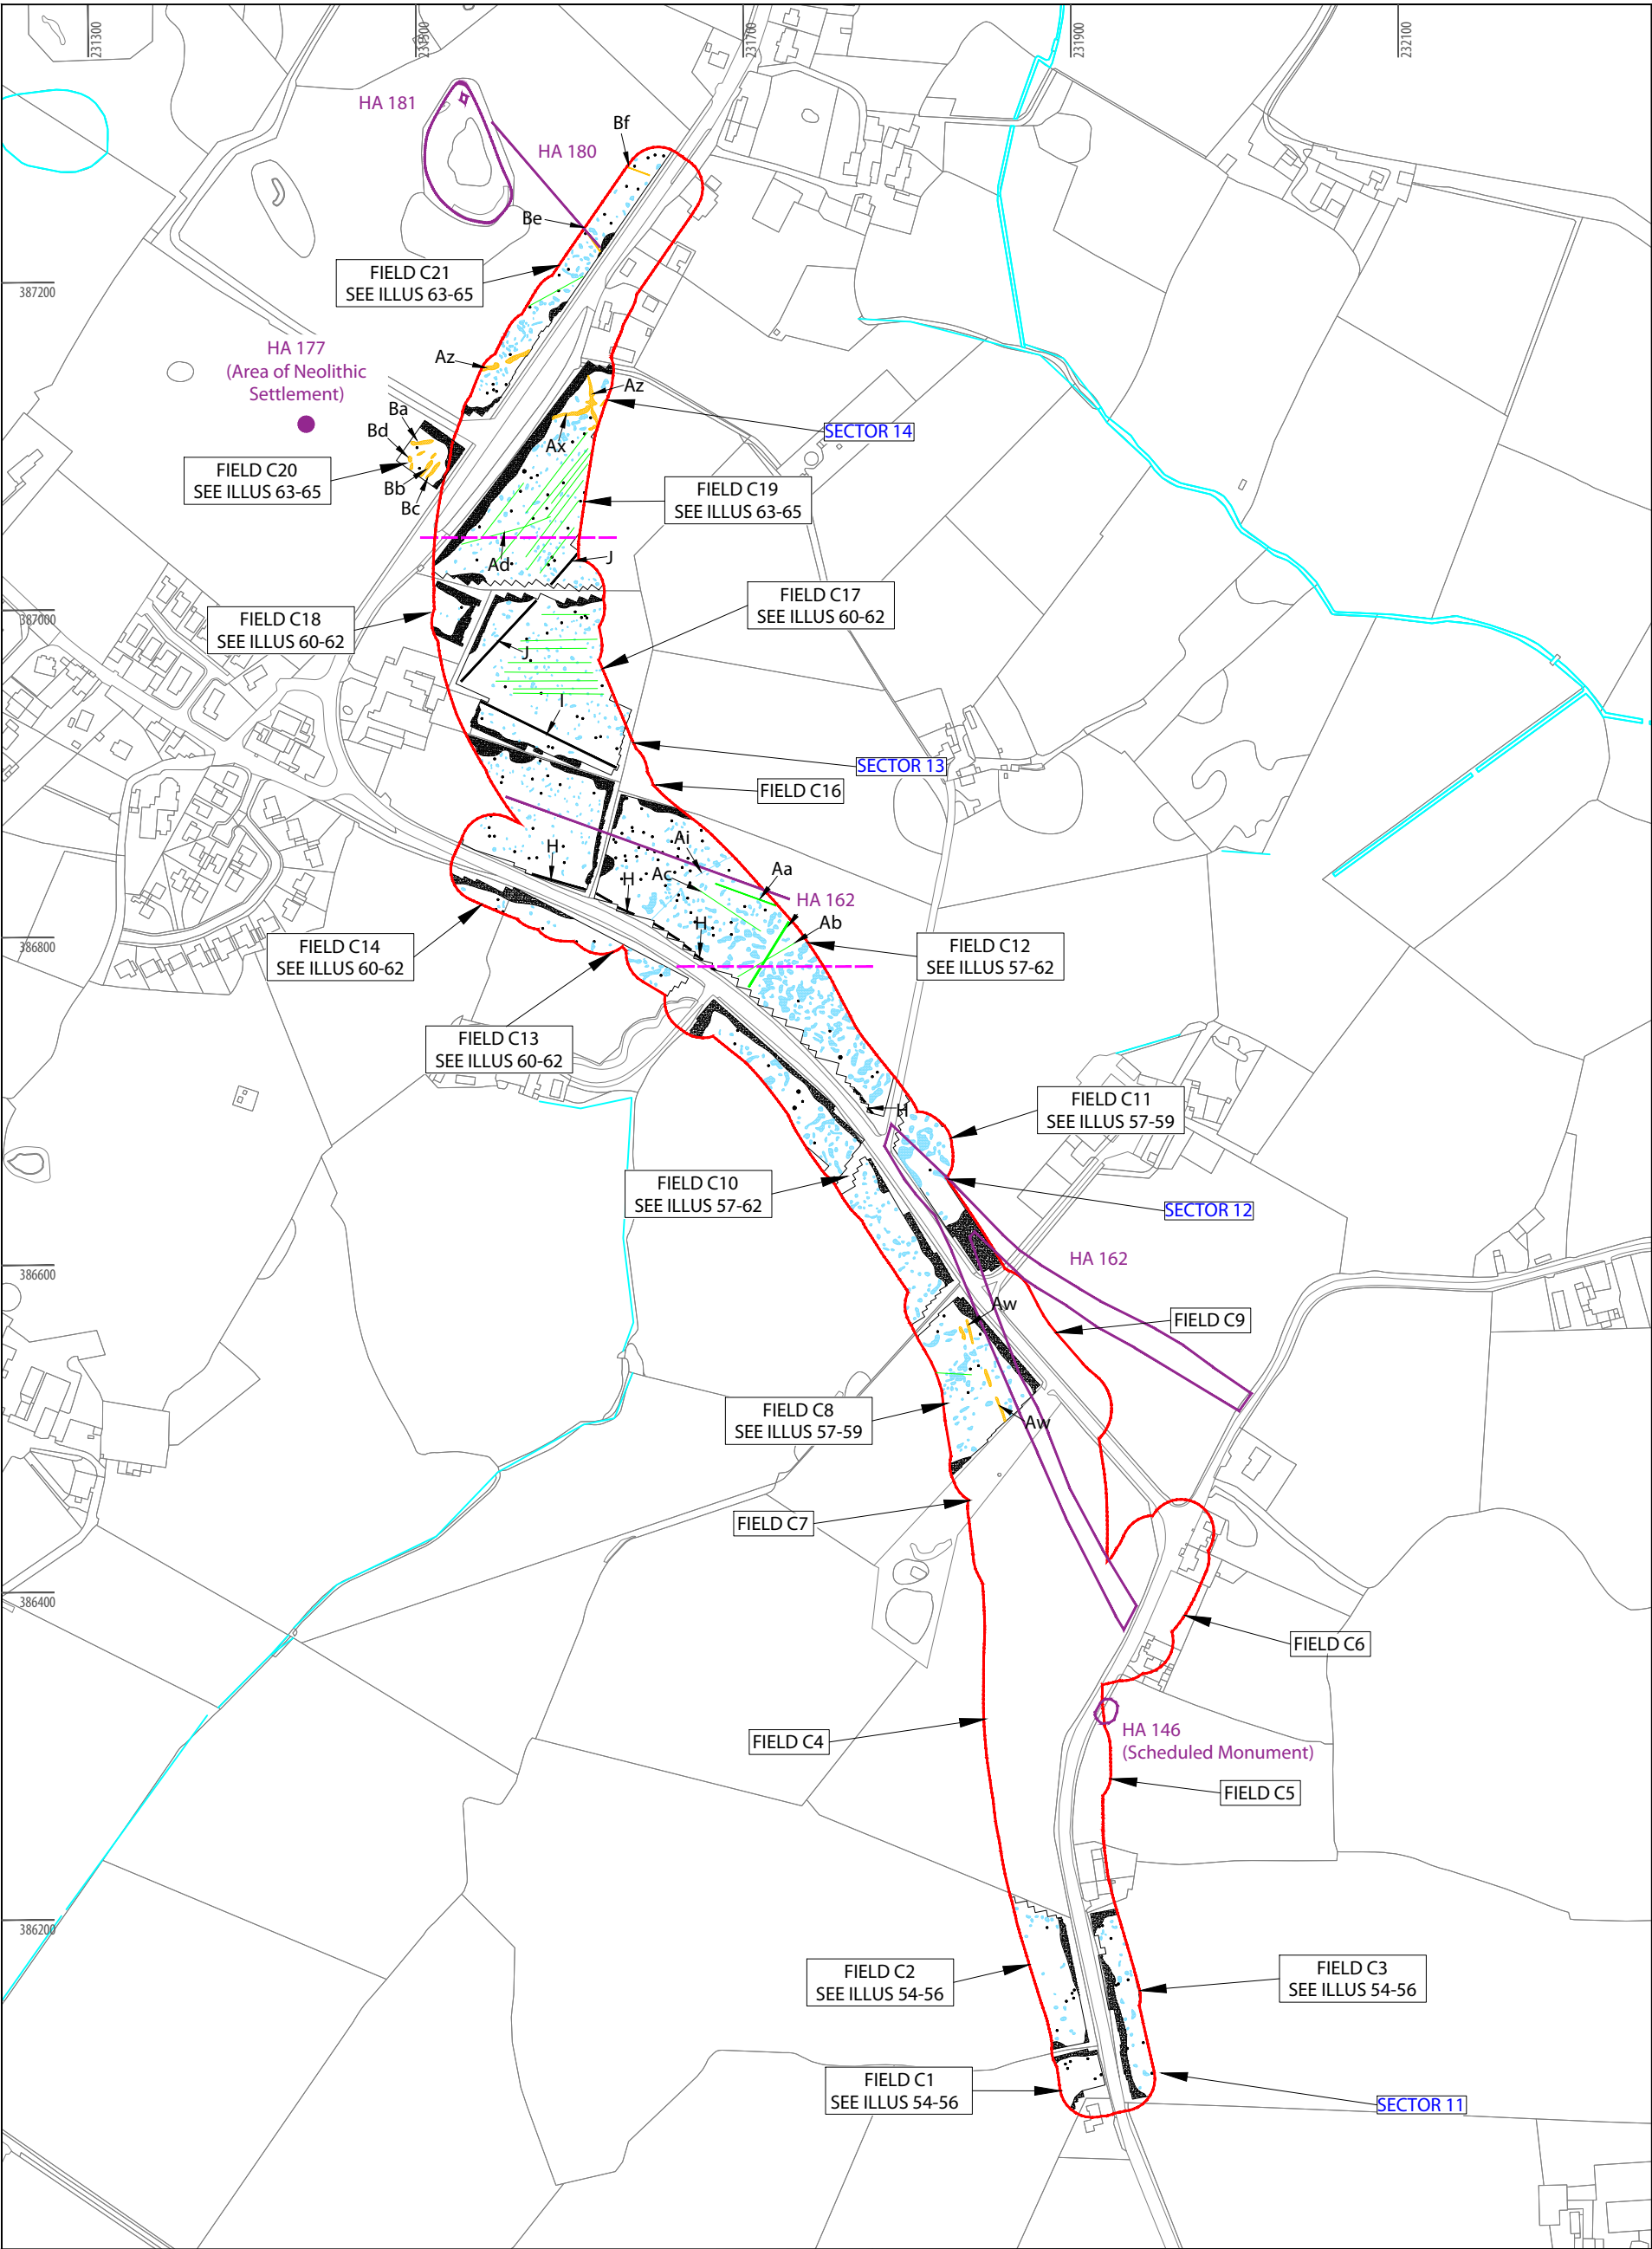 231300
231500
231700
231900
232100
HA 181
Bf
HA 180
Be
FIELD C21
SEE ILLUS 63-65
387200
HA 177
(Area of Neolithic
Settlement)
Az
Az
Ba
Bd
SECTOR 14
Ax
FIELD C20
SEE ILLUS 63-65
Bb
Bc
FIELD C19
SEE ILLUS 63-65
J
Ad
387000
FIELD C18
SEE ILLUS 60-62
FIELD C17
SEE ILLUS 60-62
J
I
SECTOR 13
FIELD C16
Ai
H
Aa
Ac
H
HA 162
Ab
H
386800
FIELD C14
SEE ILLUS 60-62
FIELD C12
SEE ILLUS 57-62
FIELD C13
SEE ILLUS 60-62
H
FIELD C11
SEE ILLUS 57-59
FIELD C10
SEE ILLUS 57-62
SECTOR 12
HA 162
386600
Aw
FIELD C9
FIELD C8
SEE ILLUS 57-59
Aw
FIELD C7
386400
FIELD C6
FIELD C4
HA 146
(Scheduled Monument)
FIELD C5
386200
FIELD C2
SEE ILLUS 54-56
FIELD C3
SEE ILLUS 54-56
FIELD C1
SEE ILLUS 54-56
SECTOR 11